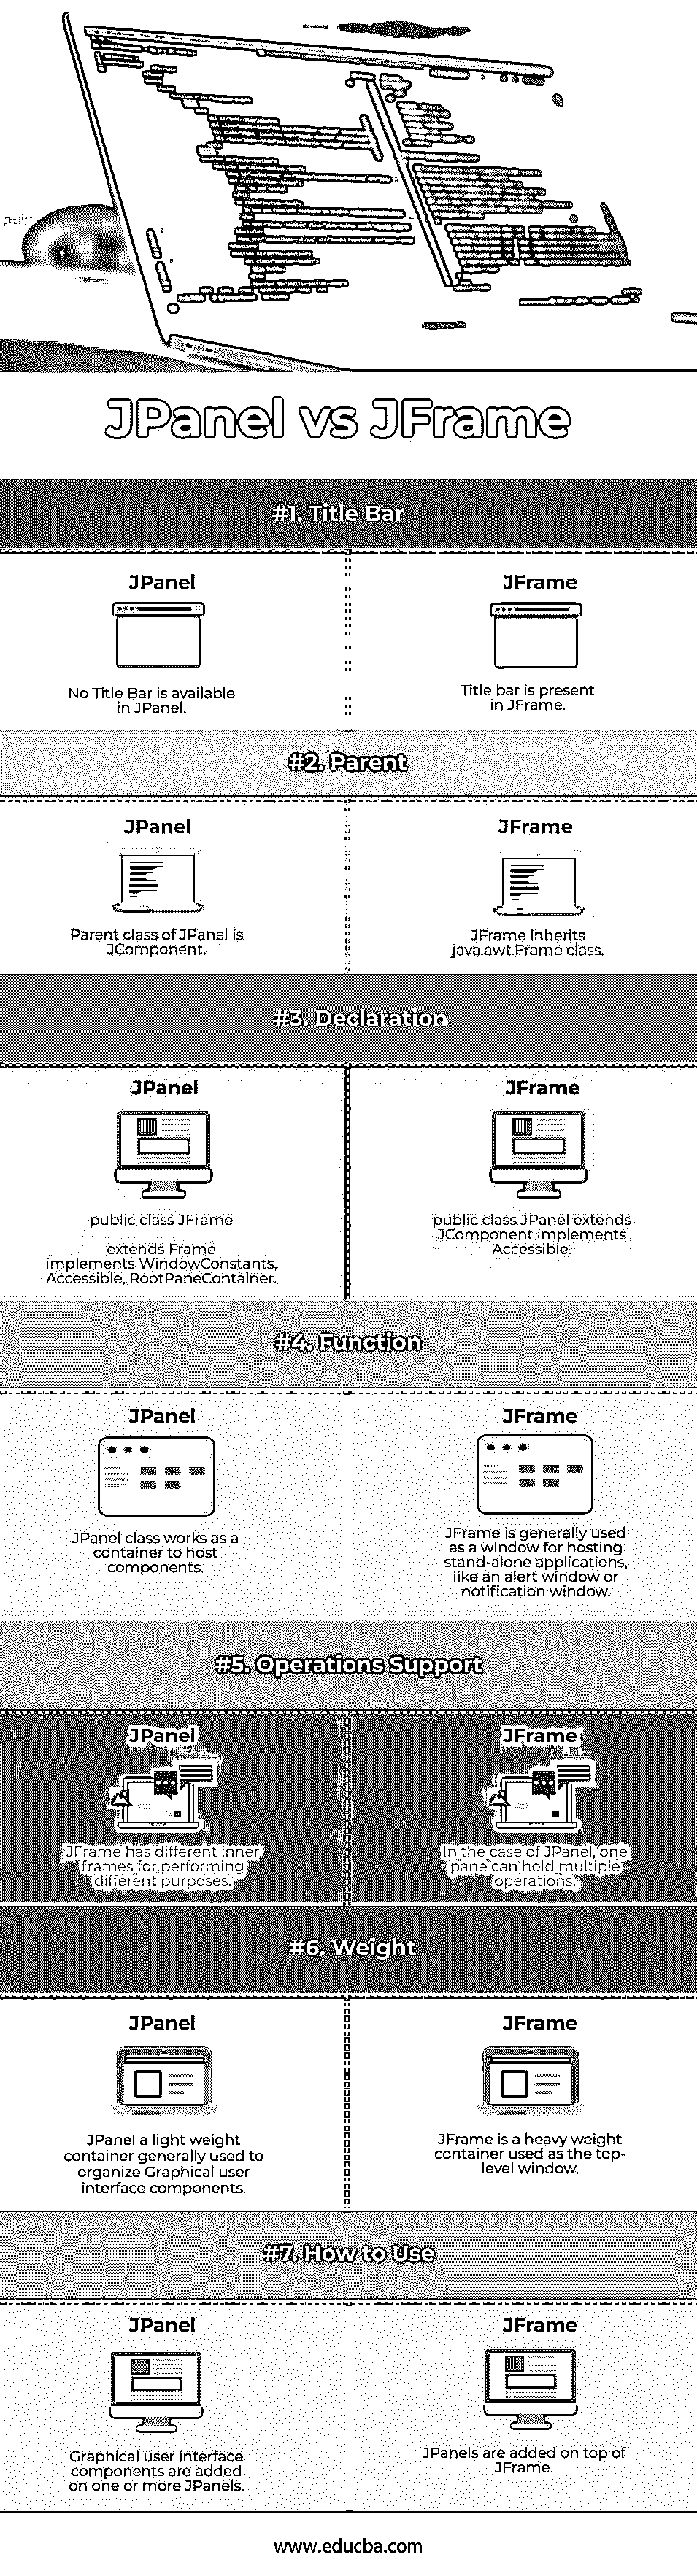 JPanel vs JFrame
#1. Title Bar
JPanel
No Title Bar is available
in JPanel.
JFrame
Title bar is present
in JFrame.
#2. Parent
JPanel
Parent class of JPanel is
JComponent.
JFrame
JFrame inherits
java.awt.Frame class.
#3. Declaration
JPanel
public class JFrame
extends Frame
implements WindowConstants,
Accessible, RootPaneContainer.
JFrame
public class JPanel extends
JComponent implements
Accessible.
#4. Function
JPanel
JPanel class works as a
container to host
components.
JFrame
JFrame is generally used
as a window for hosting
stand-alone applications,
like an alert window or
notification window.
#5. Operations Support
JPanel
JFrame has different inner
frames for performing
different purposes.
JFrame
In the case of JPanel, one
pane can hold multiple
operations.
#6. Weight
JPanel
JPanel a light weight
container generally used to
organize Graphical user
interface components.
JFrame
JFrame is a heavy weight
container used as the top-
level window.
#7. How to Use
JPanel
Graphical user interface
components are added
on one or more JPanels.
JFrame
JPanels are added on top of
JFrame.
www.educba.com